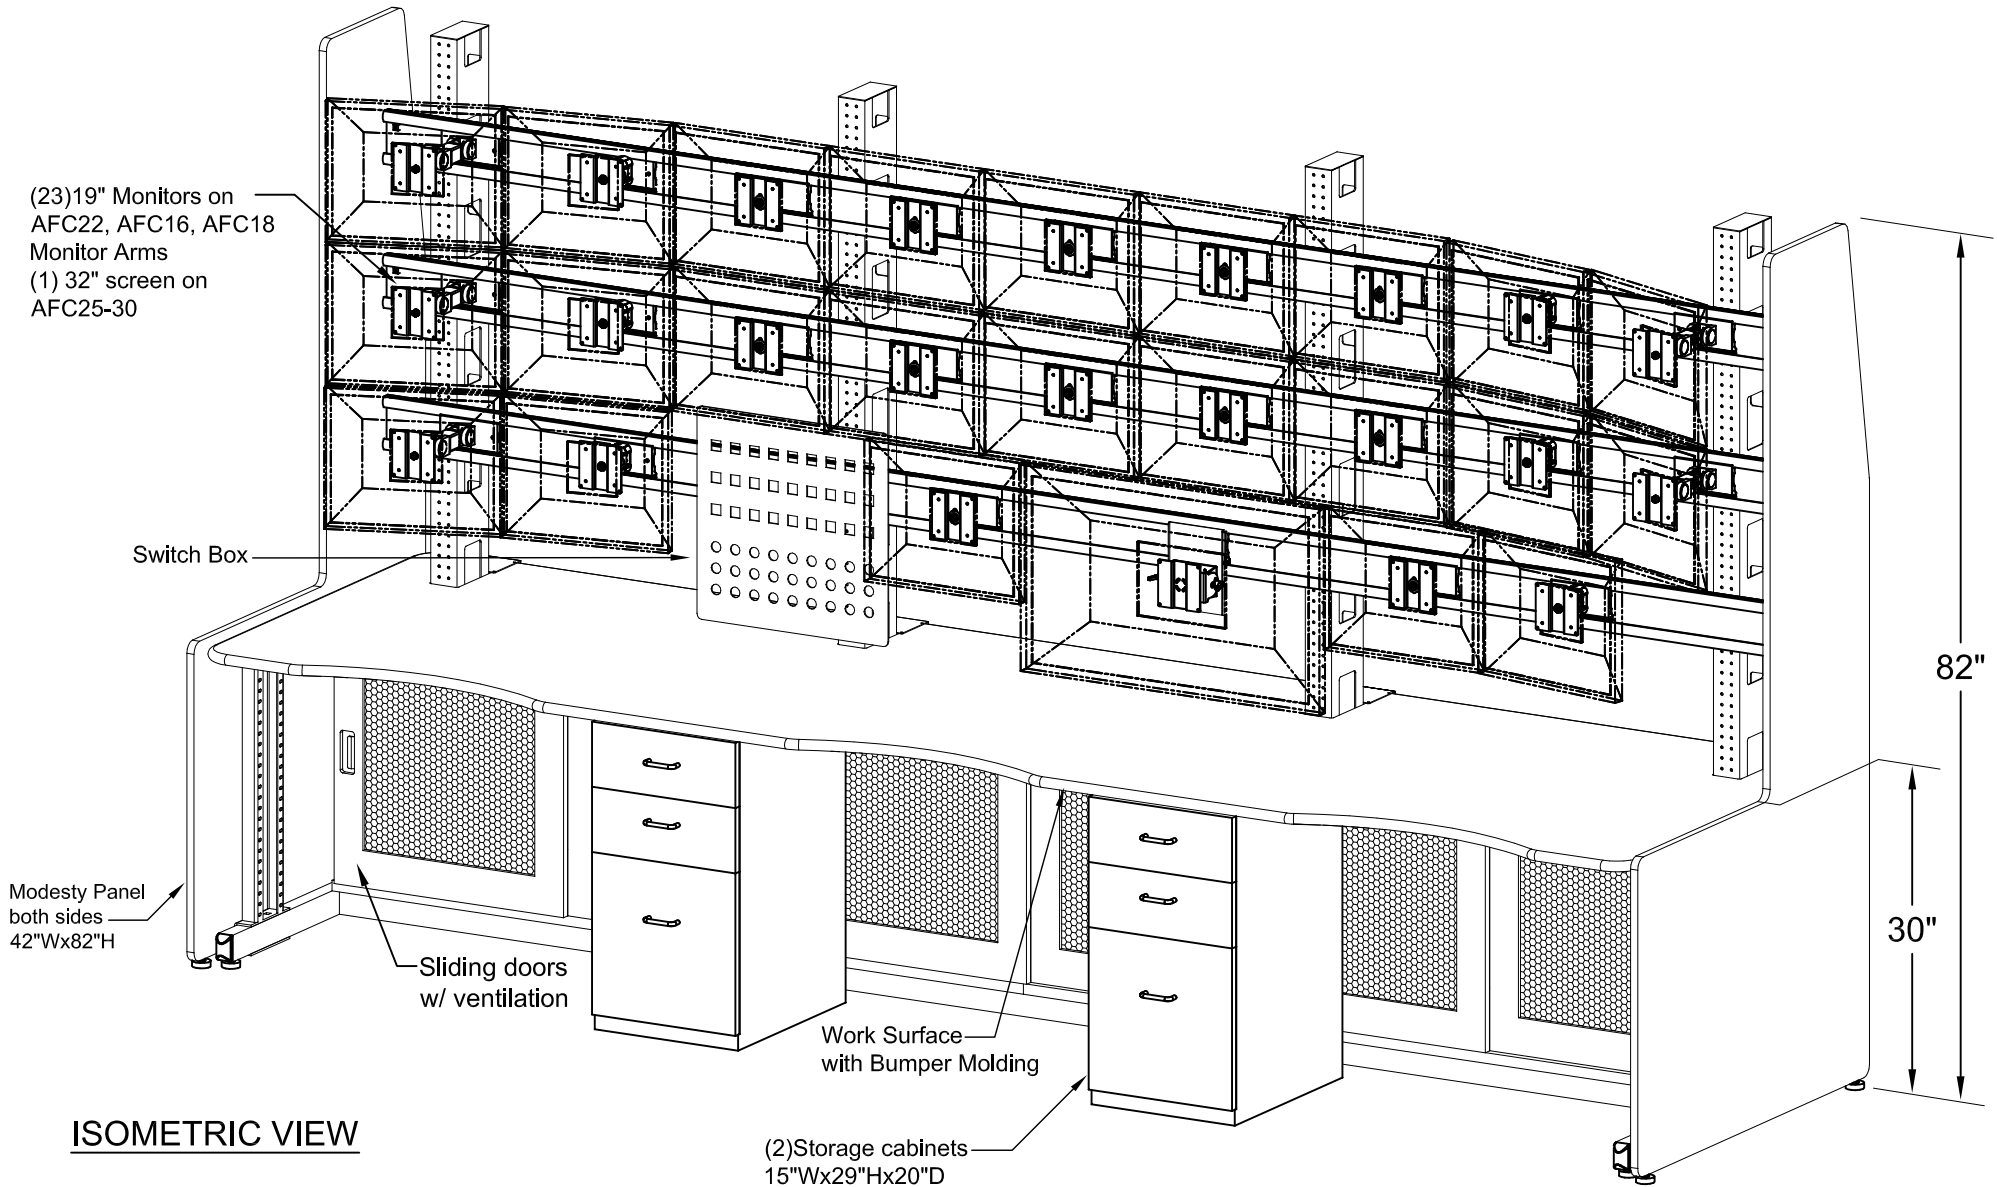 (23)19" Monitors on
AFC22, AFC16, AFC18
Monitor Arms
(1) 32" screen on
AFC25-30
Switch Box
82"
Modesty Panel
both sides
42"Wx82"H
30"
Sliding doors
w/ ventilation
Work Surface
with Bumper Molding
ISOMETRIC VIEW
(2)Storage cabinets
15"Wx29"Hx20"D